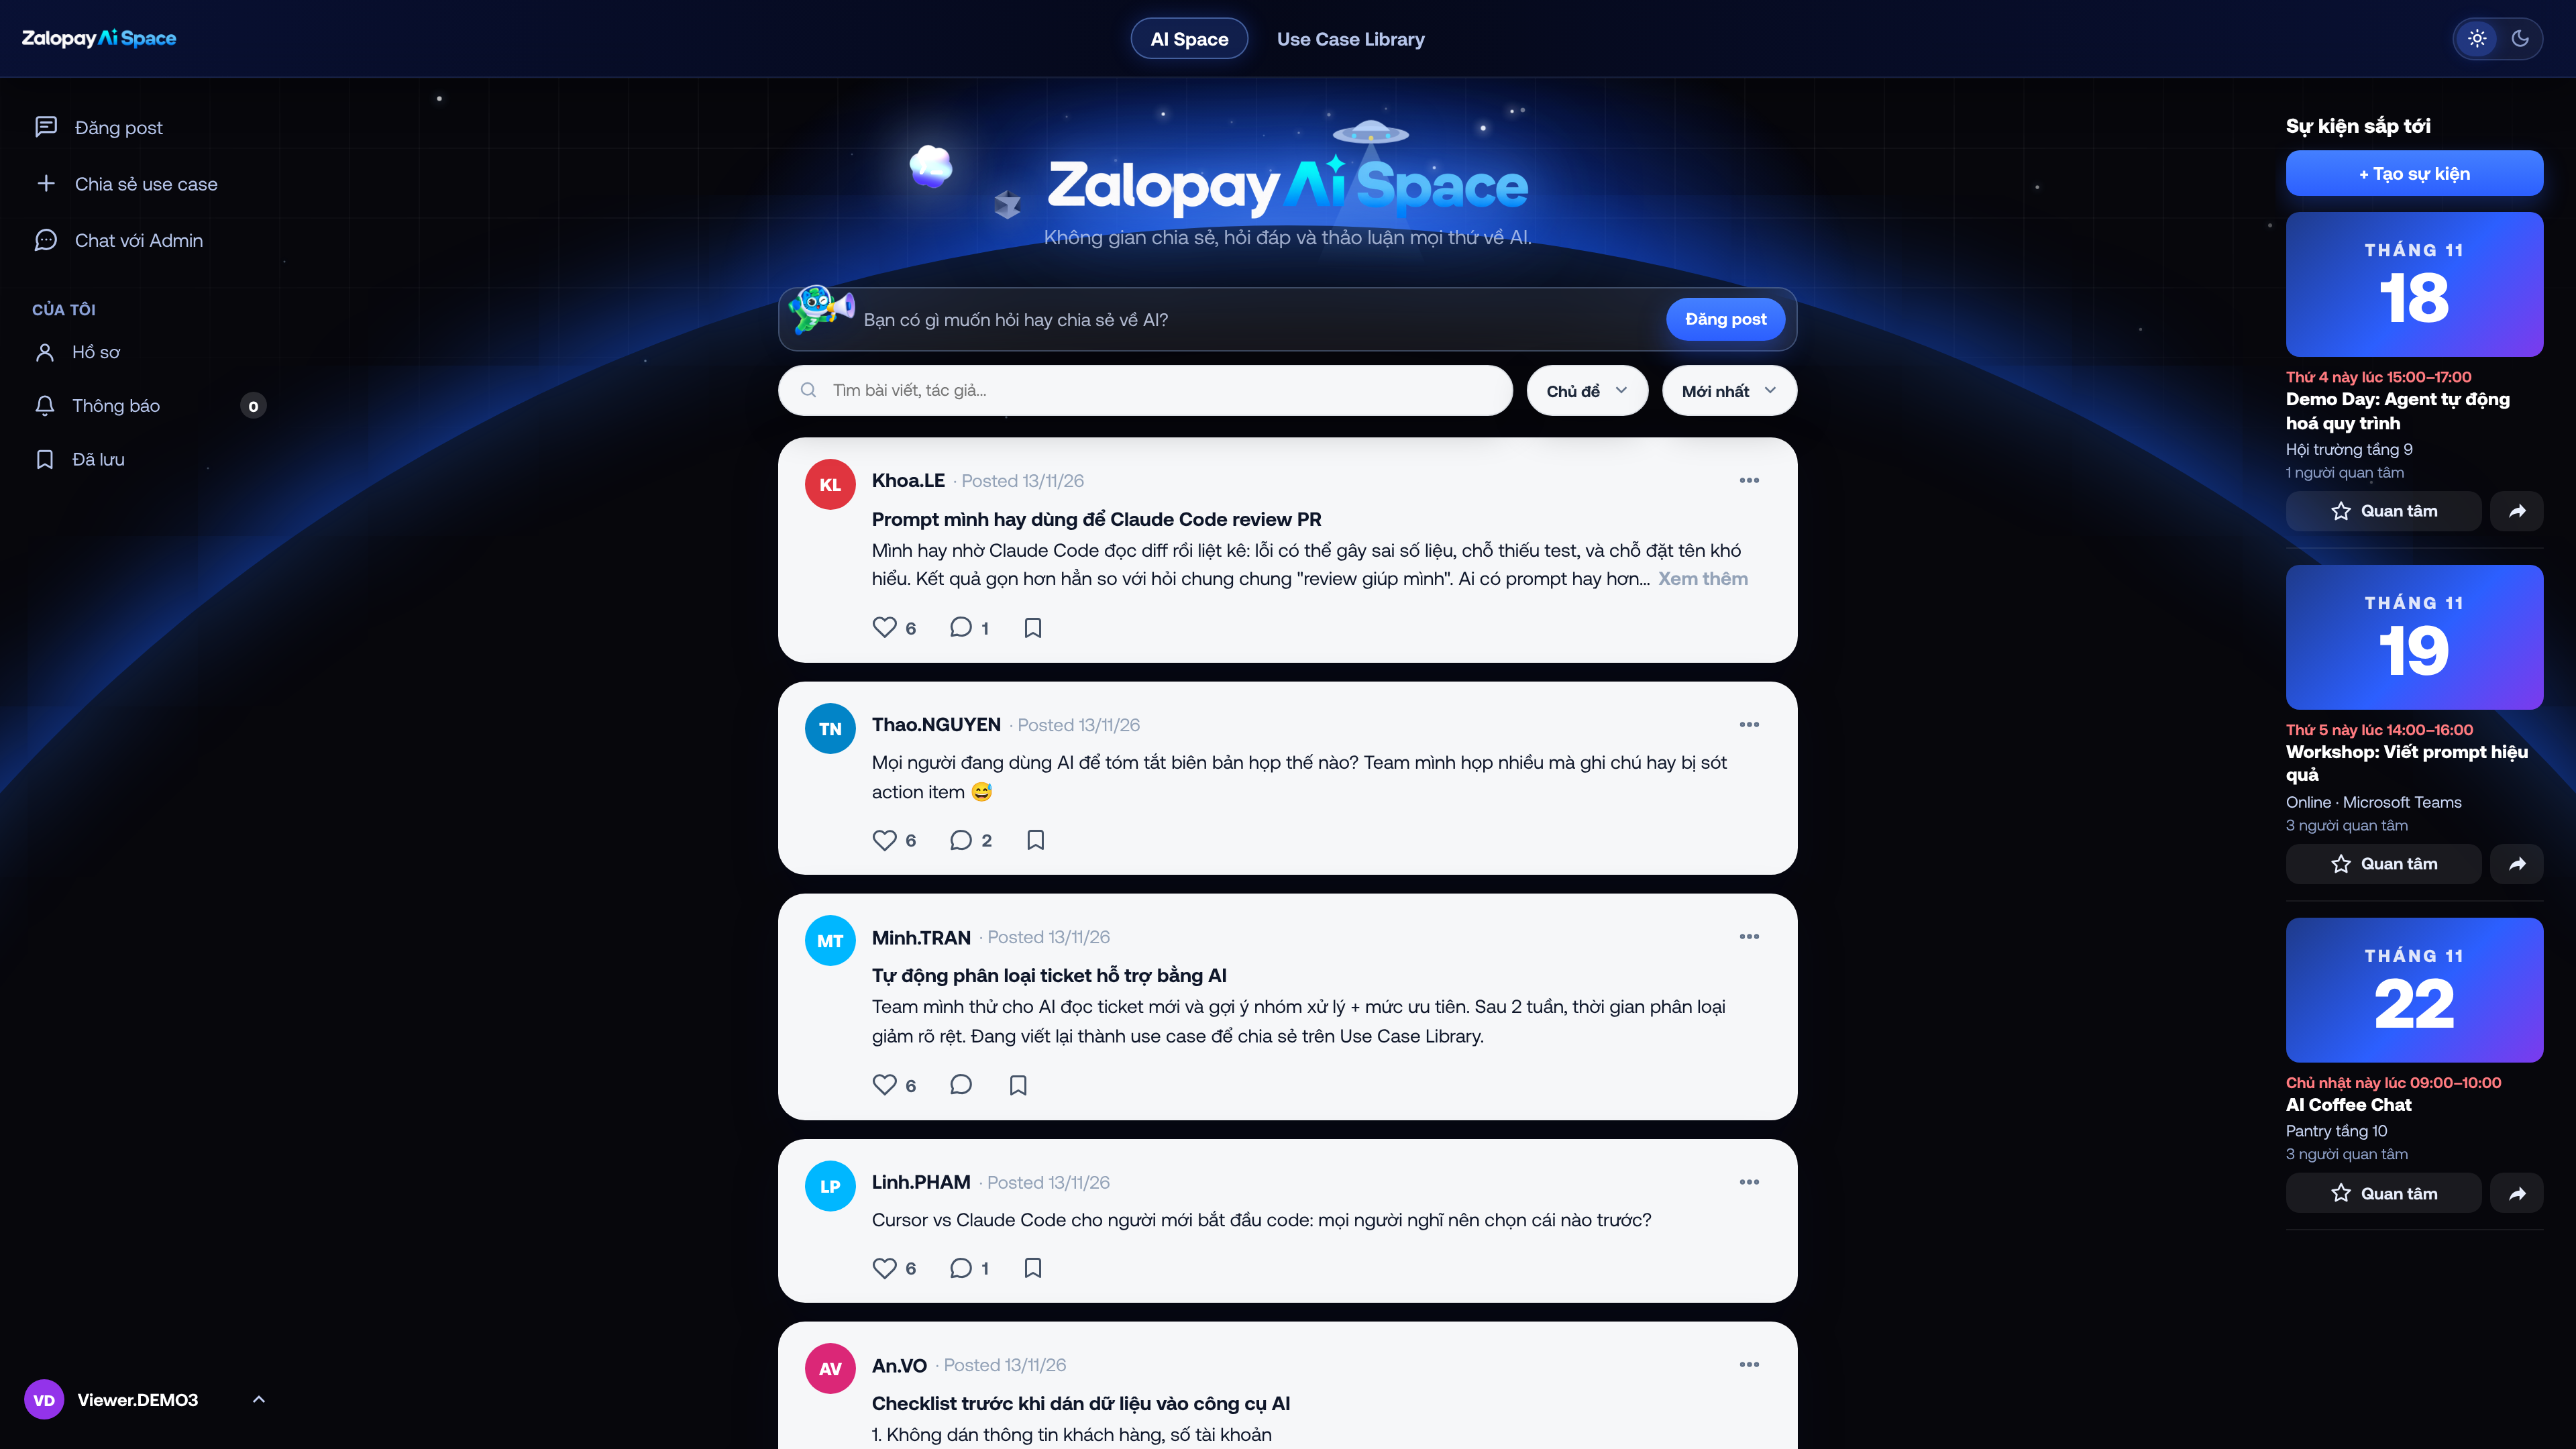 Zalopay Ai Space
AI Space
Use Case Library
Đăng post
Chia sẻ use case
Chat với Admin
CỦA TÔI
Hồ sơ
Thông báo
0
Đã lưu
VD
Viewer.DEMO3
Zalopay Ai Space
Không gian chia sẻ, hỏi đáp và thảo luận mọi thứ về AI.
Bạn có gì muốn hỏi hay chia sẻ về AI?
Đăng post
Tìm bài viết, tác giả...
Chủ đề
Mới nhất
KL
Khoa.LE · Posted 13/11/26
Prompt mình hay dùng để Claude Code review PR
Mình hay nhờ Claude Code đọc diff rồi liệt kê: lỗi có thể gây sai số liệu, chỗ thiếu test, và chỗ đặt tên khó
hiểu. Kết quả gọn hơn hẳn so với hỏi chung chung "review giúp mình". Ai có prompt hay hơn... Xem thêm
6
1
TN
Thao.NGUYEN · Posted 13/11/26
Mọi người đang dùng AI để tóm tắt biên bản họp thế nào? Team mình họp nhiều mà ghi chú hay bị sót
action item 😅
6
2
MT
Minh.TRAN · Posted 13/11/26
Tự động phân loại ticket hỗ trợ bằng AI
Team mình thử cho AI đọc ticket mới và gợi ý nhóm xử lý + mức ưu tiên. Sau 2 tuần, thời gian phân loại
giảm rõ rệt. Đang viết lại thành use case để chia sẻ trên Use Case Library.
6
LP
Linh.PHAM · Posted 13/11/26
Cursor vs Claude Code cho người mới bắt đầu code: mọi người nghĩ nên chọn cái nào trước?
6
1
AV
An.VO · Posted 13/11/26
Checklist trước khi dán dữ liệu vào công cụ AI
1. Không dán thông tin khách hàng, số tài khoản
Sự kiện sắp tới
+ Tạo sự kiện
THÁNG 11
18
Thứ 4 này lúc 15:00–17:00
Demo Day: Agent tự động
hoá quy trình
Hội trường tầng 9
1 người quan tâm
Quan tâm
THÁNG 11
19
Thứ 5 này lúc 14:00–16:00
Workshop: Viết prompt hiệu
quả
Online · Microsoft Teams
3 người quan tâm
Quan tâm
THÁNG 11
22
Chủ nhật này lúc 09:00–10:00
AI Coffee Chat
Pantry tầng 10
3 người quan tâm
Quan tâm